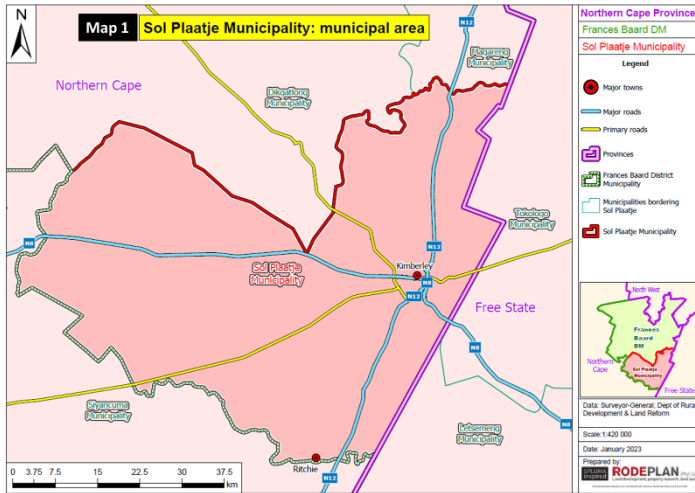 N
Map 1
Sol Plaatje Municipality: municipal area
N12
Magareng
Municipality
Northern Cape
Dikgatlong
Municipality
Tokologo
Municipality
N8
N12
Sol Plaatje
Municipality
Kimberley
N8
N12
Free State
N8
Siyancuma
Municipality
Letsemeng
Municipality
N8
Ritchie
N12
0 3.75 7.5 15 22.5 30 37.5
km
Northern Cape Province
Frances Baard DM
Sol Plaatje Municipality
Legend
Major towns
Major roads
Primary roads
Provinces
Frances Baard District
Municipality
Municipalities bordering
Sol Plaatje
Sol Plaatje Municipality
North West
Frances
Baard
DM
Northern
Cape
Sol Plaatje
Municipality
Free State
Data: Surveyor-General; Dept of Rura
Development & Land Reform
Scale:1:420 000
Date: January 2023
Prepared by:
SPLUMA
inspired
RODEPLAN